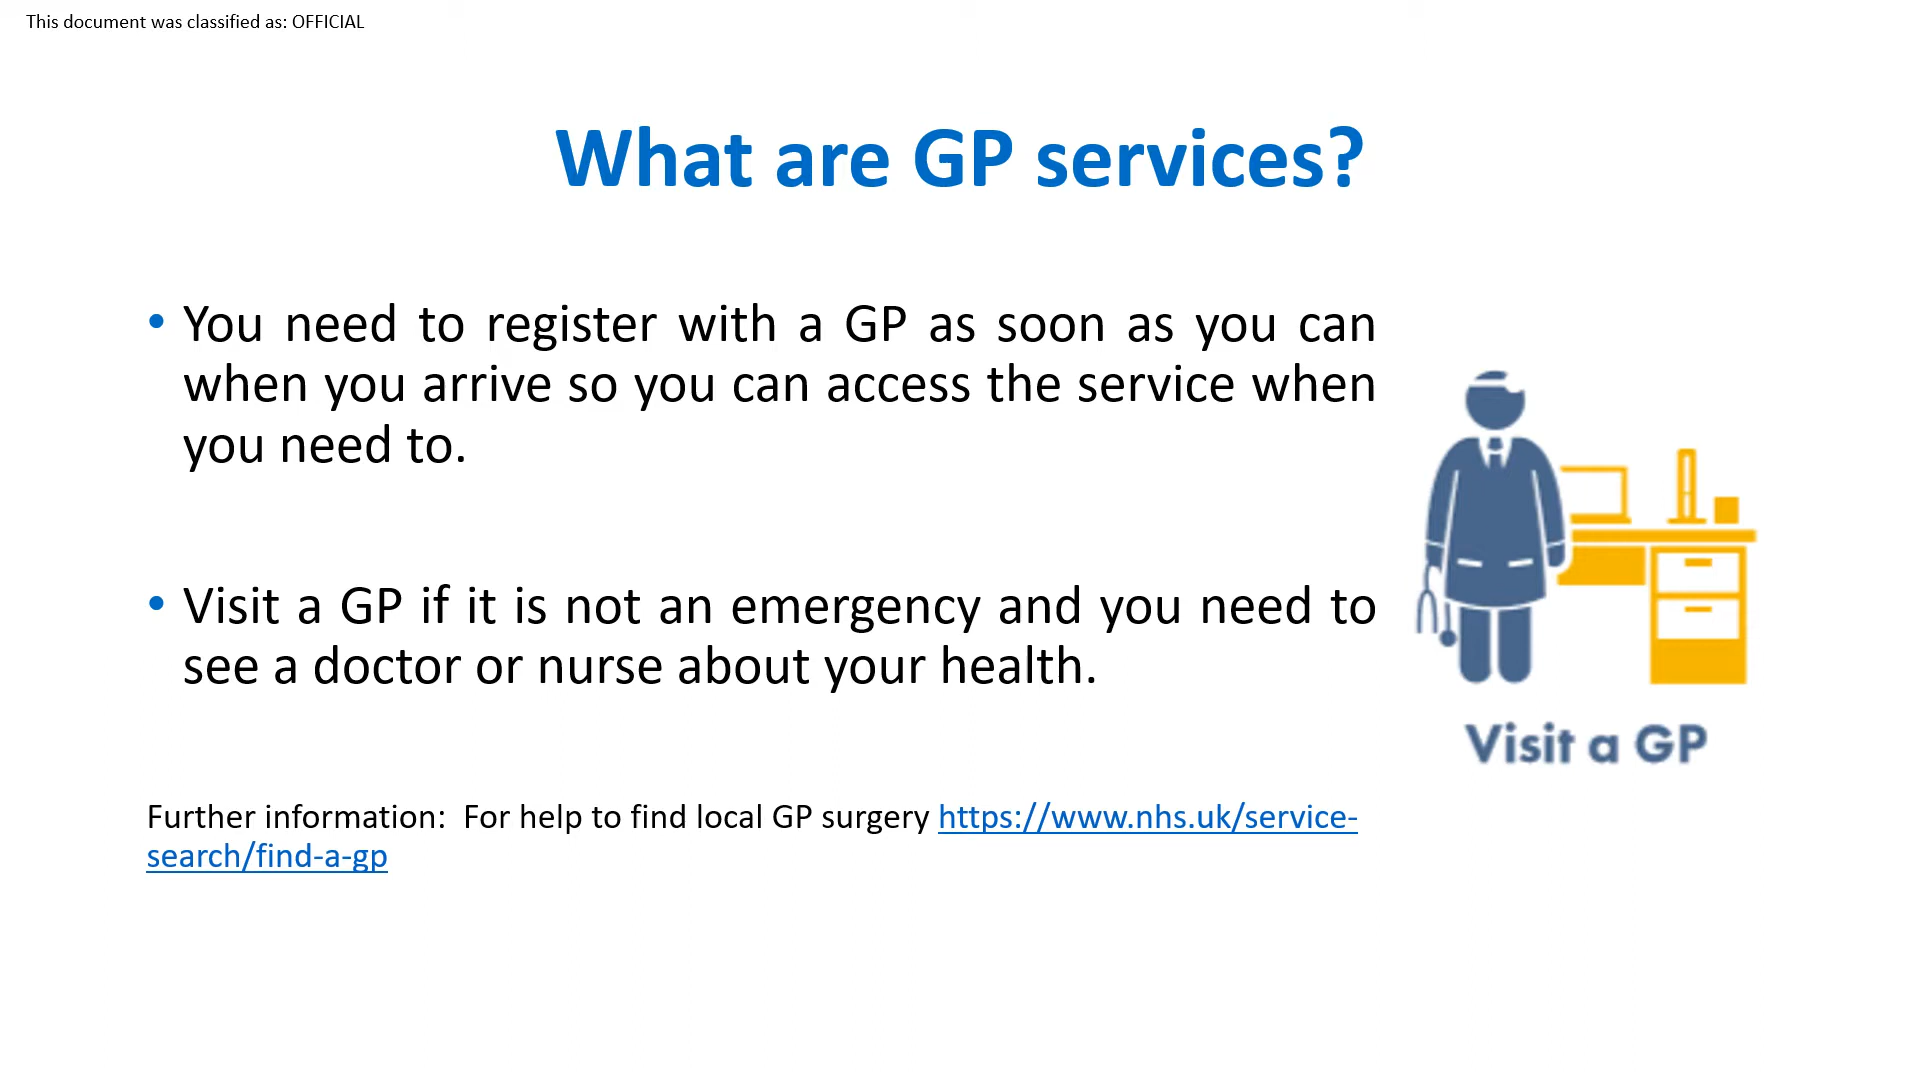 This document was classified as: OFFICIAL
What are GP services?
• You need to register with a GP as soon as you can
when you arrive so you can access the service when
you need to.
• Visit a GP if it is not an emergency and you need to
see a doctor or nurse about your health.
Visit a GP
Further information:  For help to find local GP surgery https://www.nhs.uk/service-
search/find-a-gp